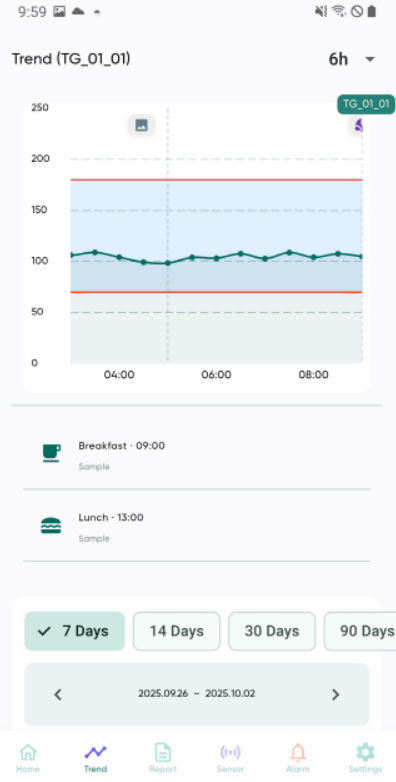 9:59
Trend (TG_01_01)
6h
TG_01_01
250
200
150
100
50
0
04:00 06:00 08:00
Breakfast · 09:00
Sample
Lunch · 13:00
Sample
7 Days 14 Days 30 Days 90 Days
2025.09.26 ~ 2025.10.02
Home Trend Report Sensor Alarm Settings